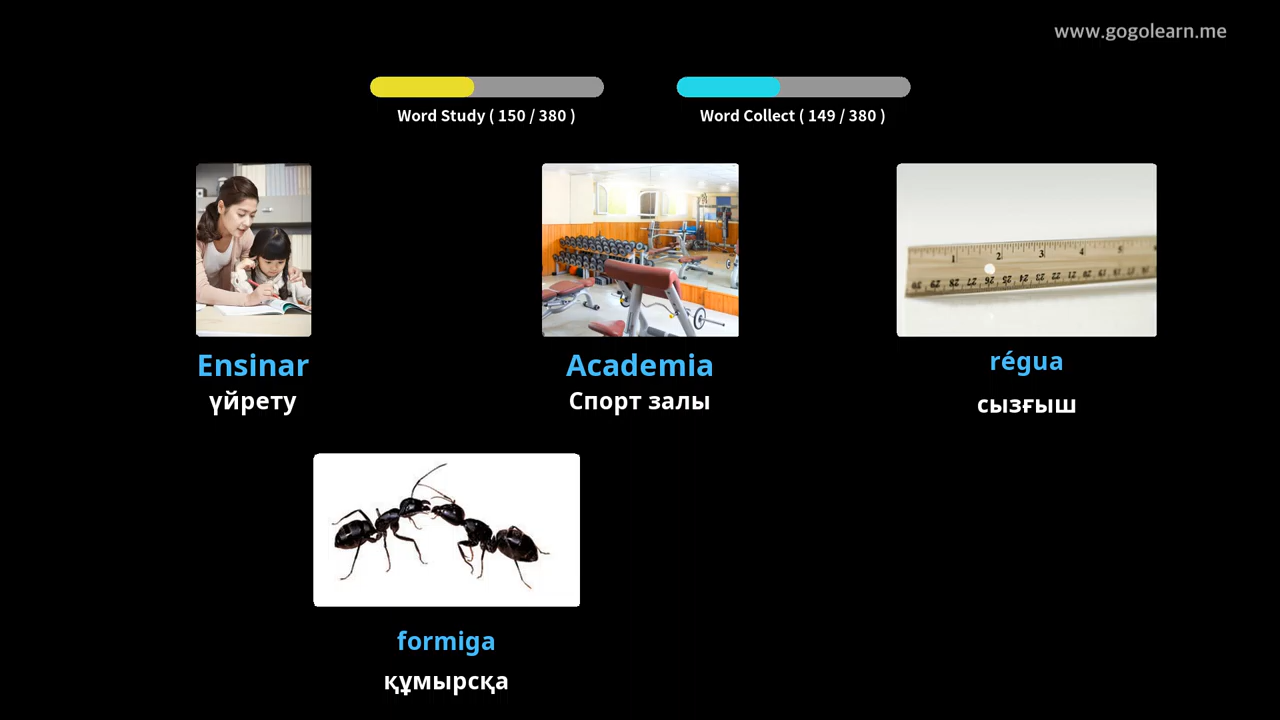 www.gogolearn.me
Word Study ( 150 / 380 )
Word Collect ( 149 / 380 )
Ensinar
үйрету
Academia
Спорт залы
régua
сызғыш
formiga
құмырсқа